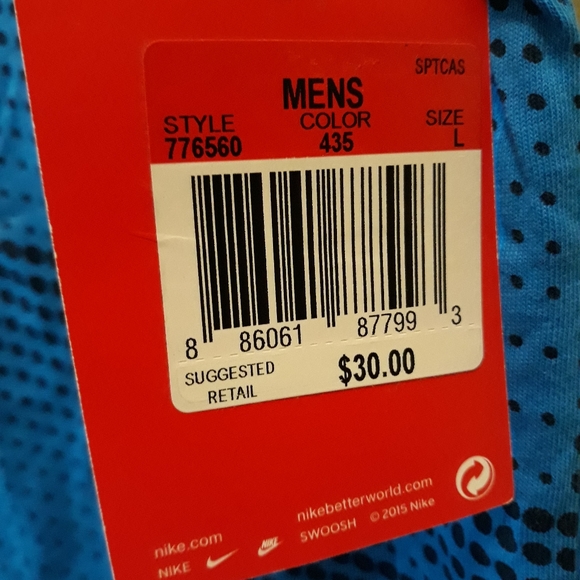 SPTCAS
MENS
STYLE COLOR SIZE
776560 435 L
8 86061 87799 3
SUGGESTED
RETAIL
$30.00
nike.com nikebetterworld.com
NIKE SWOOSH © 2015 Nike